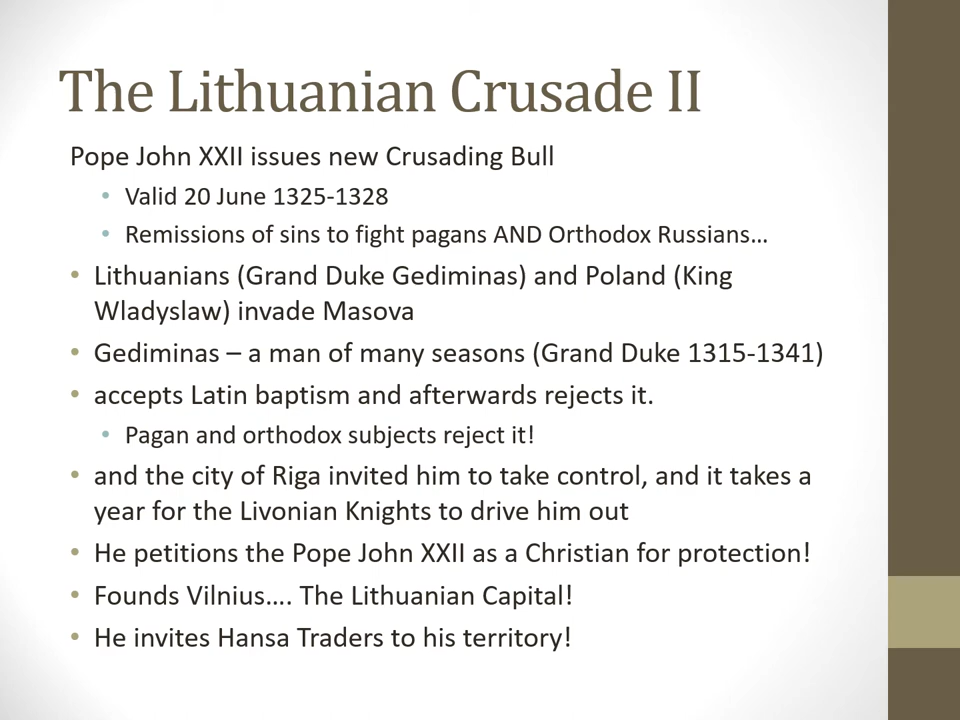 The Lithuanian Crusade II
Pope John XXII issues new Crusading Bull
• Valid 20 June 1325-1328
• Remissions of sins to fight pagans AND Orthodox Russians…
• Lithuanians (Grand Duke Gediminas) and Poland (King
Wladyslaw) invade Masova
• Gediminas – a man of many seasons (Grand Duke 1315-1341)
• accepts Latin baptism and afterwards rejects it.
• Pagan and orthodox subjects reject it!
• and the city of Riga invited him to take control, and it takes a
year for the Livonian Knights to drive him out
• He petitions the Pope John XXII as a Christian for protection!
• Founds Vilnius…. The Lithuanian Capital!
• He invites Hansa Traders to his territory!